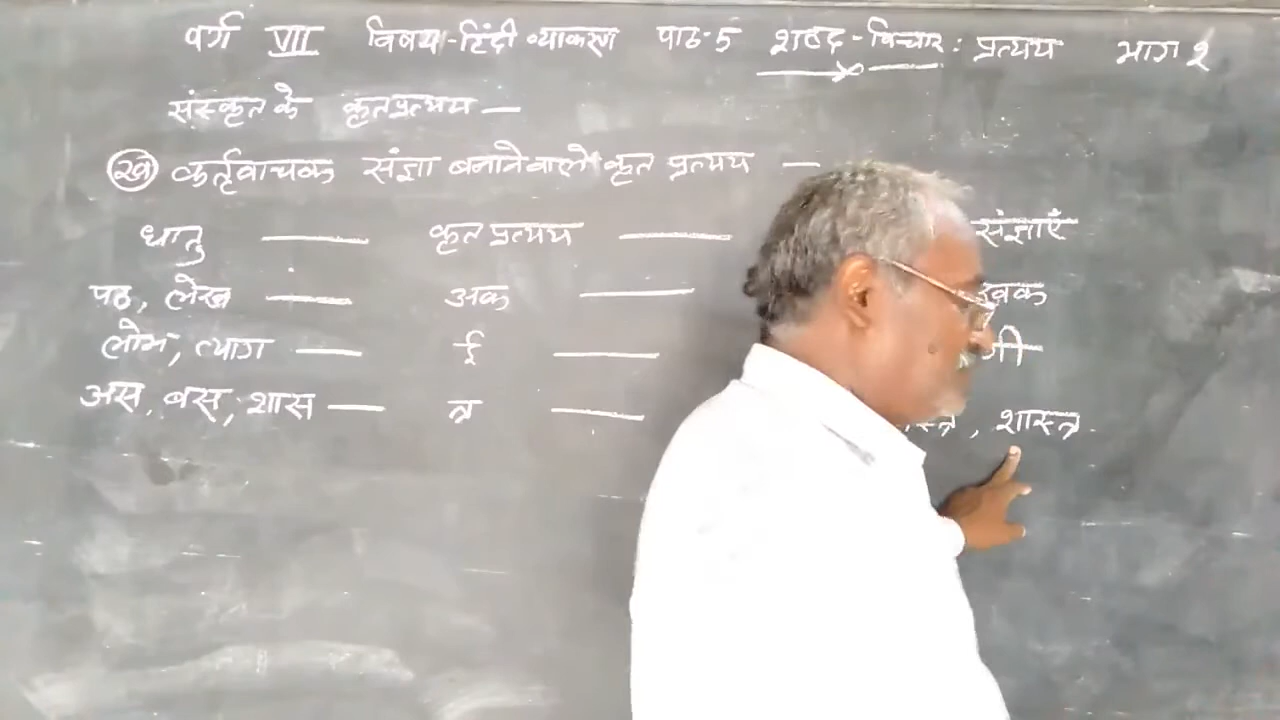 वर्ग VII विषय-हिंदी व्याकरण पाठ-5 शब्द-विचार: प्रत्यय भाग २
संस्कृत के कृतप्रत्यय —
(ख) कर्तृवाचक संज्ञा बनानेवाले कृत प्रत्यय —
धातु — कृत प्रत्यय — संज्ञाएँ
पठ, लेख — अक —
लोभ, त्याग — ई —
अस, वस, शास — त्र — , शास्त्र